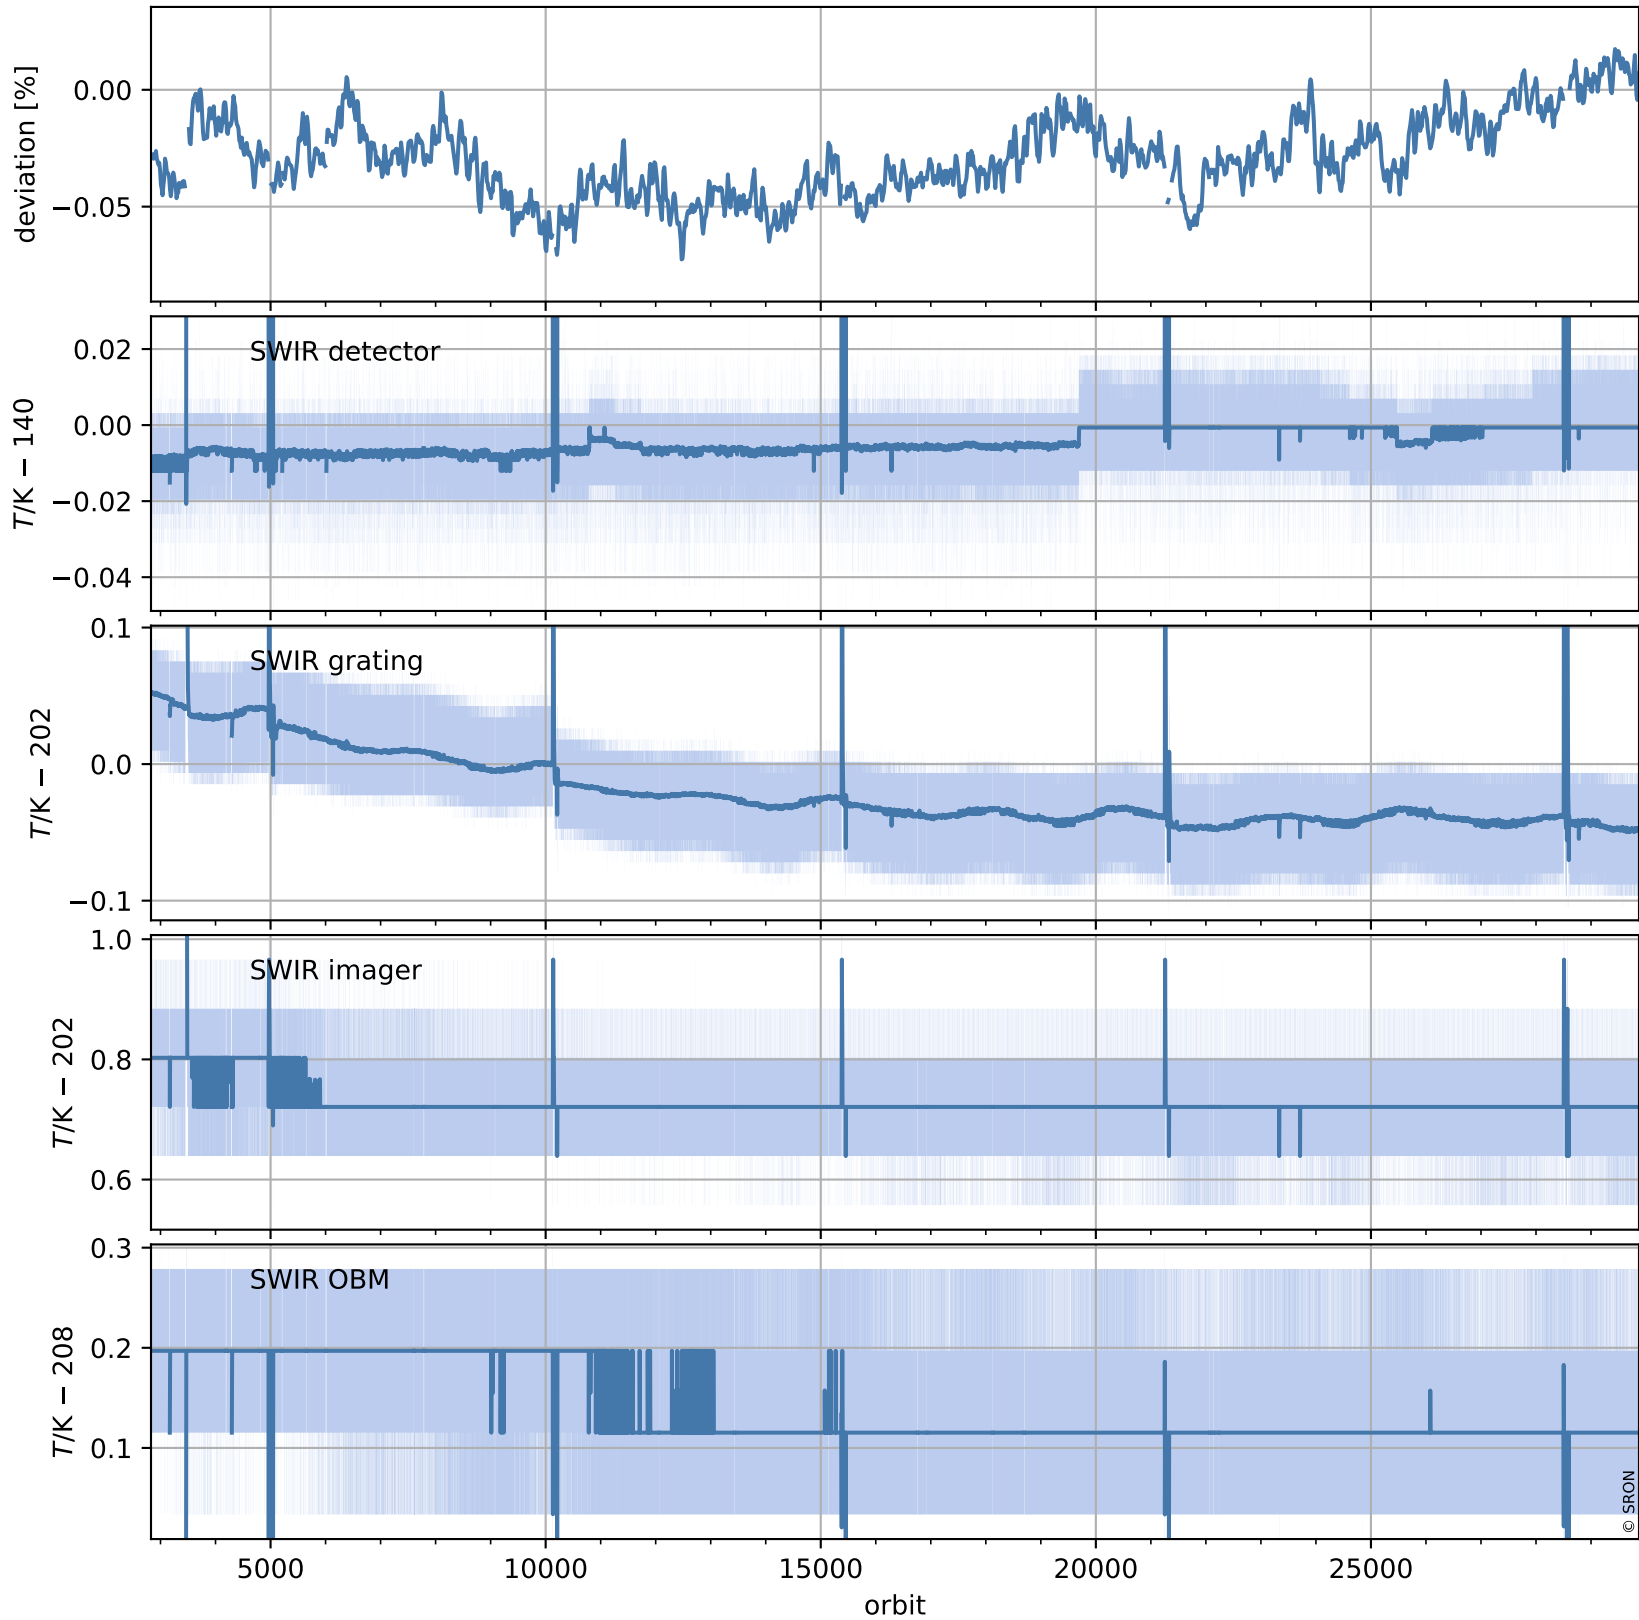 deviation [%]
0.00
−0.05
SWIR detector
T/K − 140
0.02
0.00
−0.02
−0.04
SWIR grating
T/K − 202
0.1
0.0
−0.1
SWIR imager
T/K − 202
1.0
0.8
0.6
SWIR OBM
T/K − 208
0.3
0.2
0.1
© SRON
5000 10000 15000 20000 25000
orbit